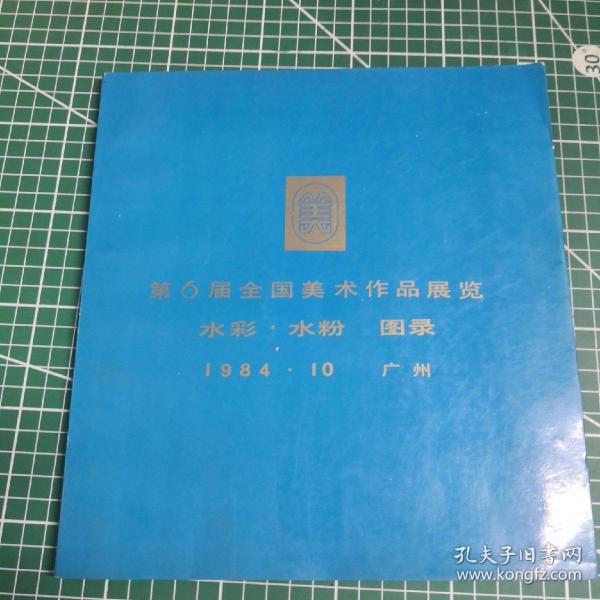 30
美
第6届全国美术作品展览
水彩·水粉 图录
1984·10 广州
孔夫子旧书网
www.kongfz.com